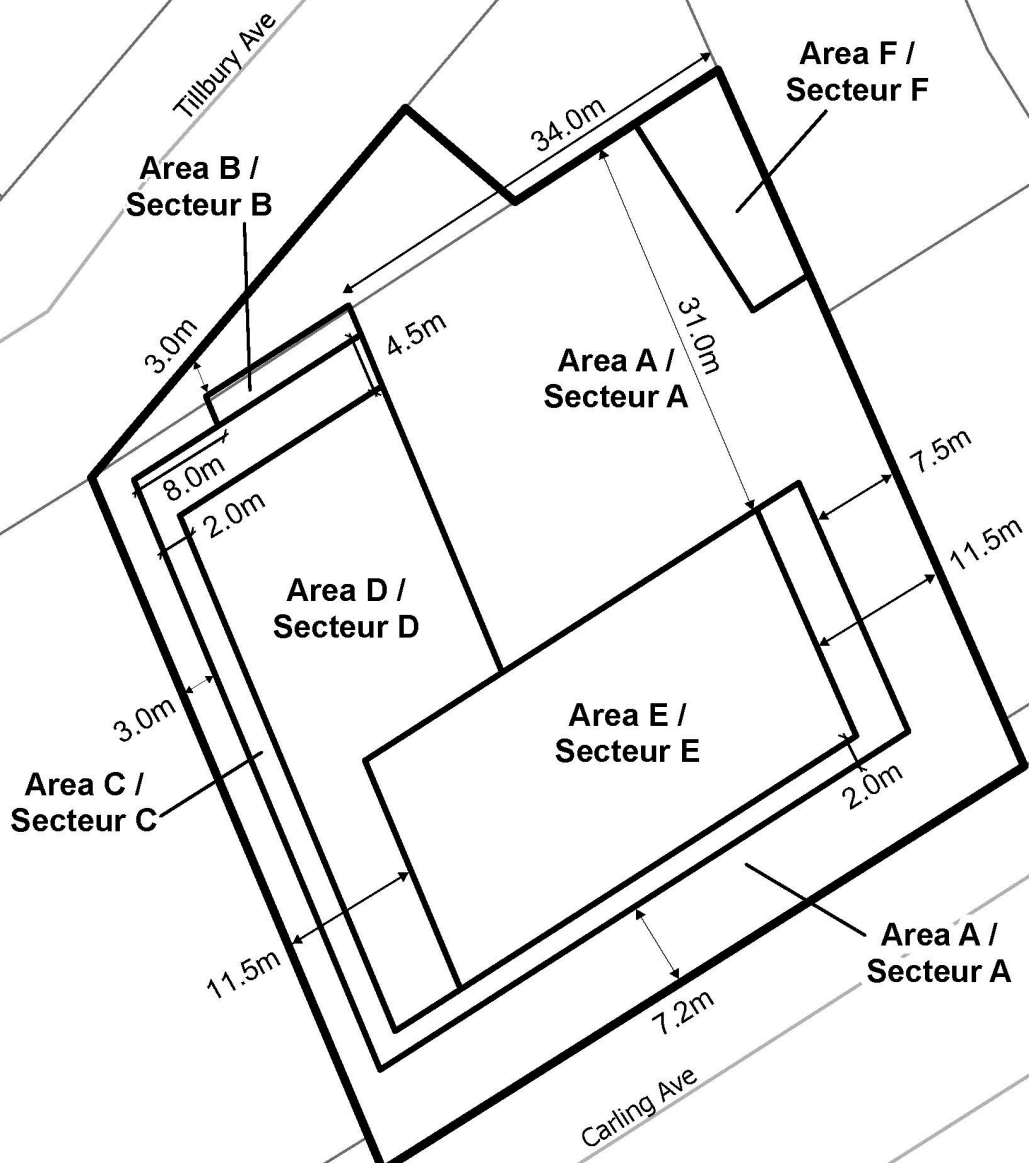 Tillbury Ave
Area F /
Secteur F
34.0m
Area B /
Secteur B
3.0m
4.5m
31.0m
Area A /
Secteur A
8.0m
2.0m
7.5m
11.5m
Area D /
Secteur D
3.0m
Area E /
Secteur E
Area C /
Secteur C
2.0m
11.5m
Area A /
Secteur A
7.2m
Carling Ave